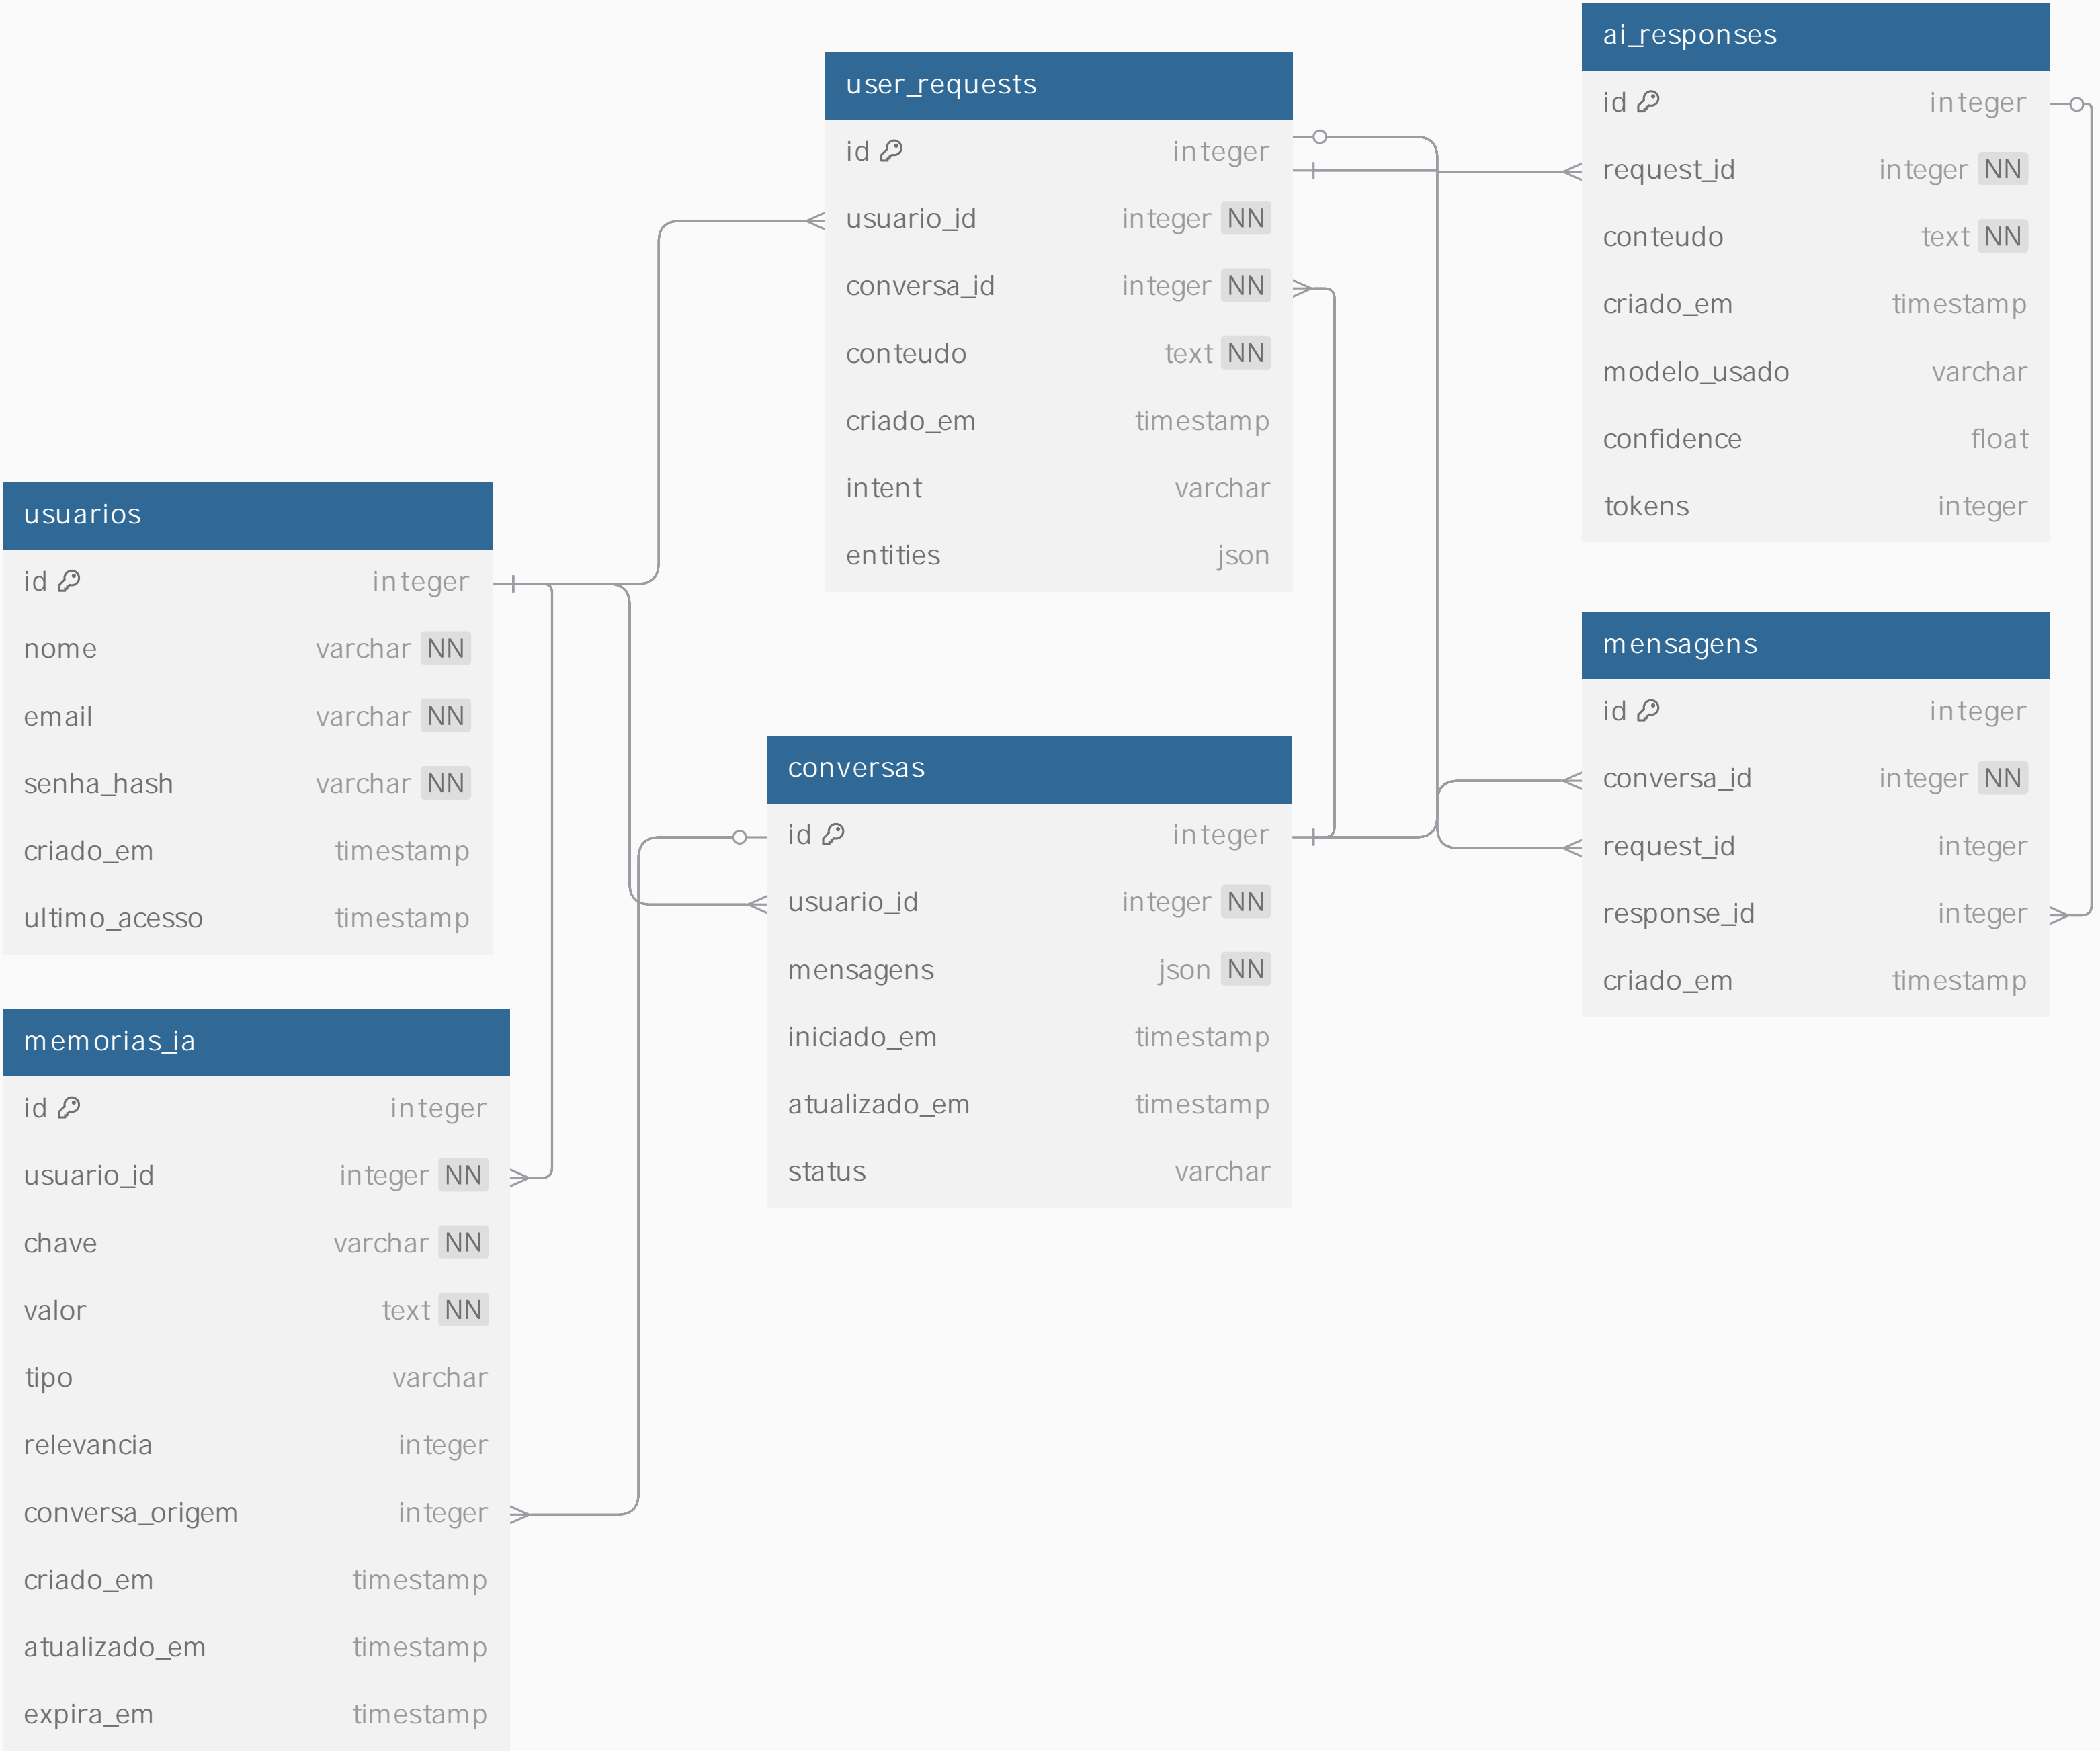 usuarios
id integer
nome varchar NN
email varchar NN
senha_hash varchar NN
criado_em timestamp
ultimo_acesso timestamp
memorias_ia
id integer
usuario_id integer NN
chave varchar NN
valor text NN
tipo varchar
relevancia integer
conversa_origem integer
criado_em timestamp
atualizado_em timestamp
expira_em timestamp
user_requests
id integer
usuario_id integer NN
conversa_id integer NN
conteudo text NN
criado_em timestamp
intent varchar
entities json
conversas
id integer
usuario_id integer NN
mensagens json NN
iniciado_em timestamp
atualizado_em timestamp
status varchar
ai_responses
id integer
request_id integer NN
conteudo text NN
criado_em timestamp
modelo_usado varchar
confidence float
tokens integer
mensagens
id integer
conversa_id integer NN
request_id integer
response_id integer
criado_em timestamp